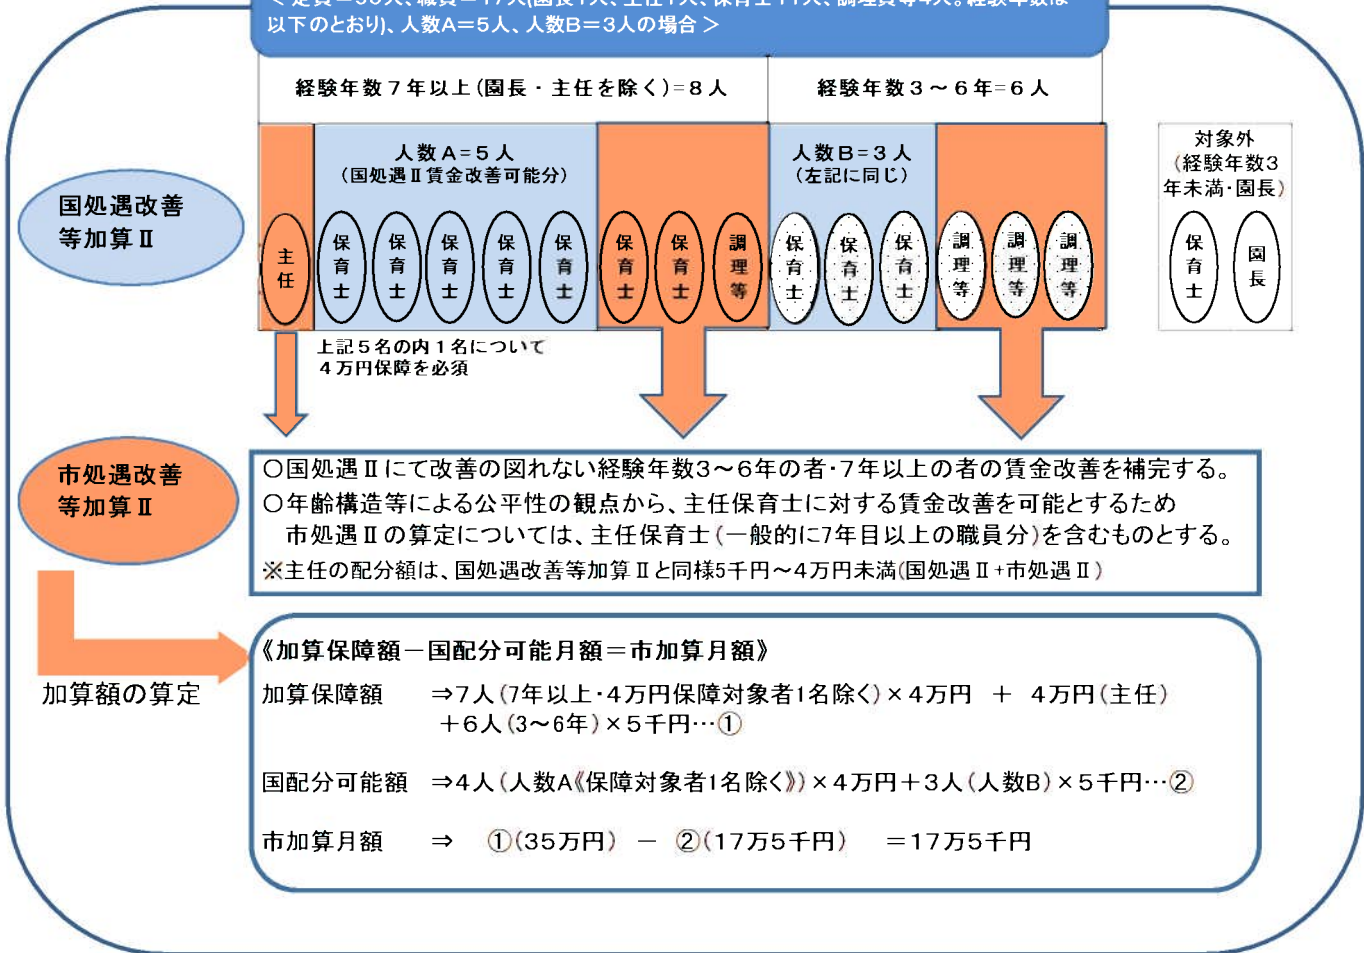 以下のとおり)、人数A=5人、人数B=3人の場合 >
経験年数7年以上(園長・主任を除く)=8人
経験年数3~6年=6人
対象外
(経験年数3
年未満・園長)
人数A=5人
(国処遇Ⅱ賃金改善可能分)
人数B=3人
(左記に同じ)
国処遇改善
等加算Ⅱ
主任
保育士
保育士
保育士
保育士
保育士
保育士
保育士
調理等
保育士
保育士
保育士
調理等
調理等
調理等
保育士
園長
上記5名の内1名について
4万円保障を必須
市処遇改善
等加算Ⅱ
○国処遇Ⅱにて改善の図れない経験年数3~6年の者・7年以上の者の賃金改善を補完する。
○年齢構造等による公平性の観点から、主任保育士に対する賃金改善を可能とするため
市処遇Ⅱの算定については、主任保育士(一般的に7年目以上の職員分)を含むものとする。
※主任の配分額は、国処遇改善等加算Ⅱと同様5千円~4万円未満(国処遇Ⅱ+市処遇Ⅱ)
加算額の算定
《加算保障額-国配分可能月額=市加算月額》
加算保障額 ⇒7人(7年以上・4万円保障対象者1名除く)×4万円 + 4万円(主任)
+6人(3~6年)×5千円…①
国配分可能額 ⇒4人(人数A《保障対象者1名除く》)×4万円+3人(人数B)×5千円…②
市加算月額 ⇒ ①(35万円) - ②(17万5千円) =17万5千円